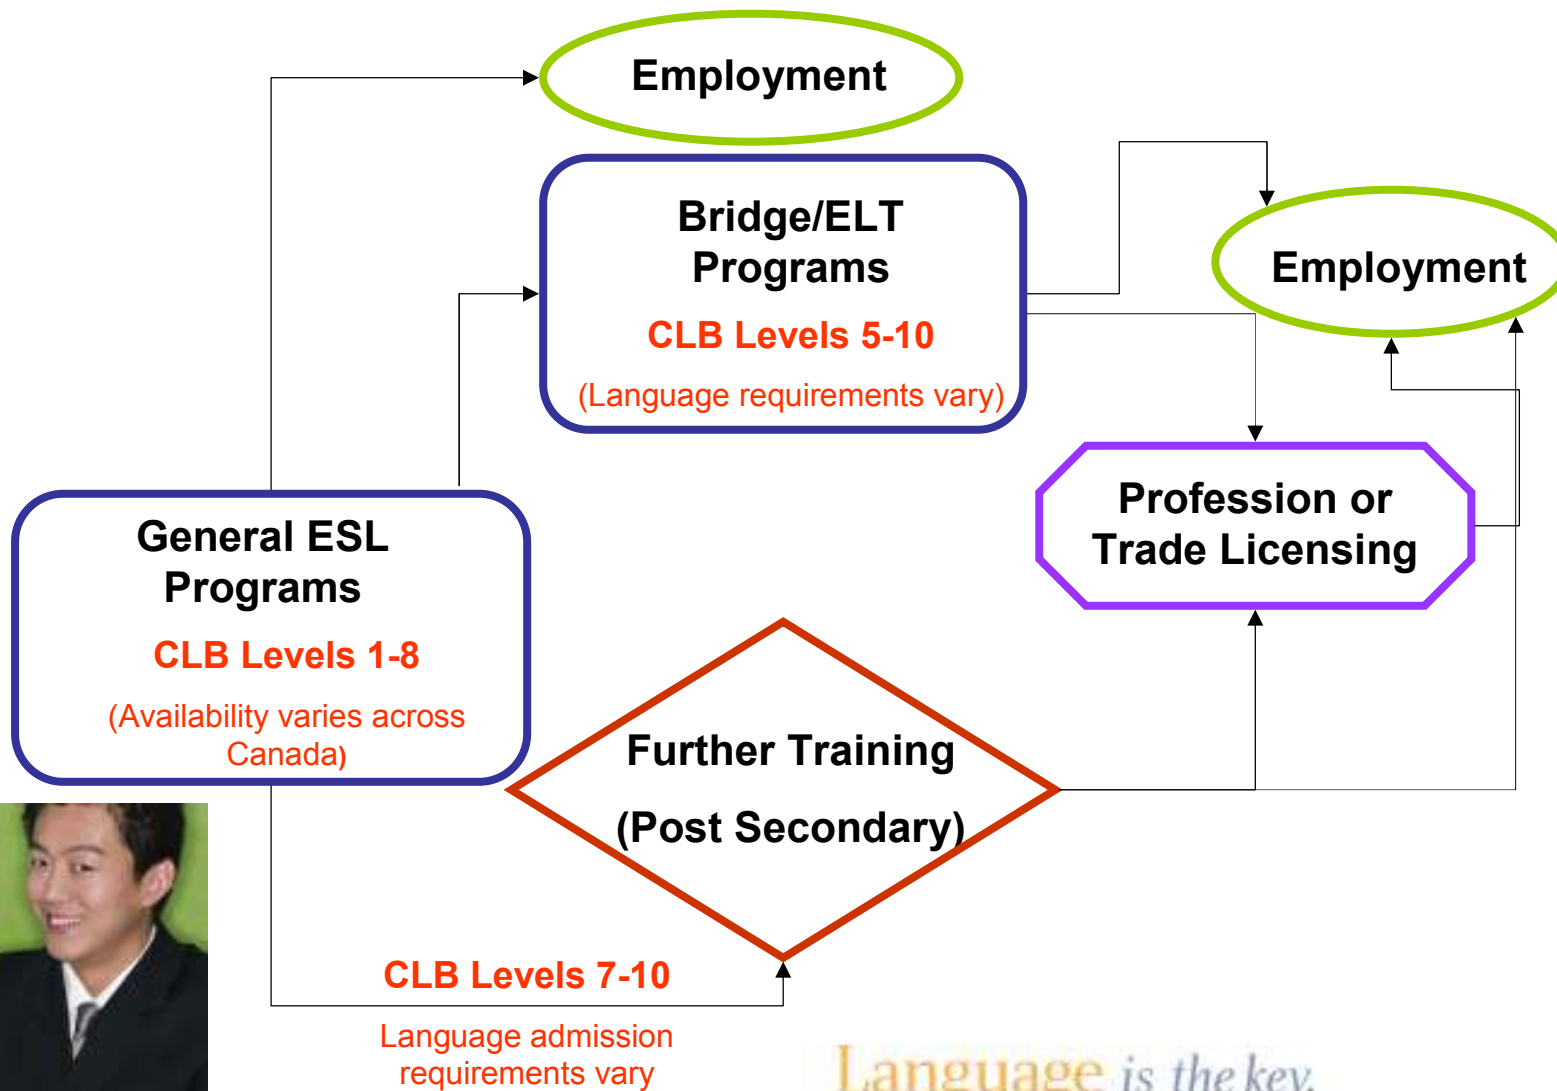 Employment
Bridge/ELT
Programs
CLB Levels 5-10
(Language requirements vary)
Employment
General ESL
Programs
CLB Levels 1-8
(Availability varies across
Canada)
Profession or
Trade Licensing
Further Training
(Post Secondary)
CLB Levels 7-10
Language admission
requirements vary
Language is the key.